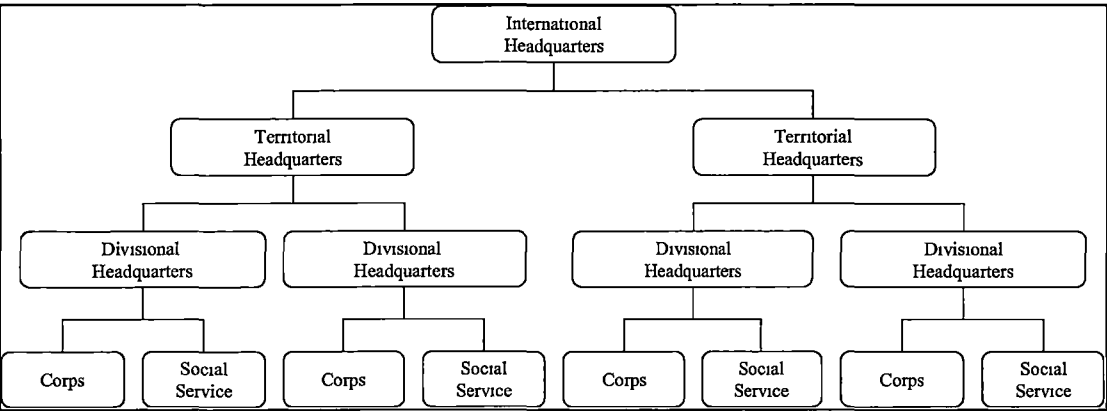 International
Headquarters
Territorial
Headquarters
Territorial
Headquarters
Divisional
Headquarters
Divisional
Headquarters
Divisional
Headquarters
Divisional
Headquarters
Corps
Social
Service
Corps
Social
Service
Corps
Social
Service
Corps
Social
Service